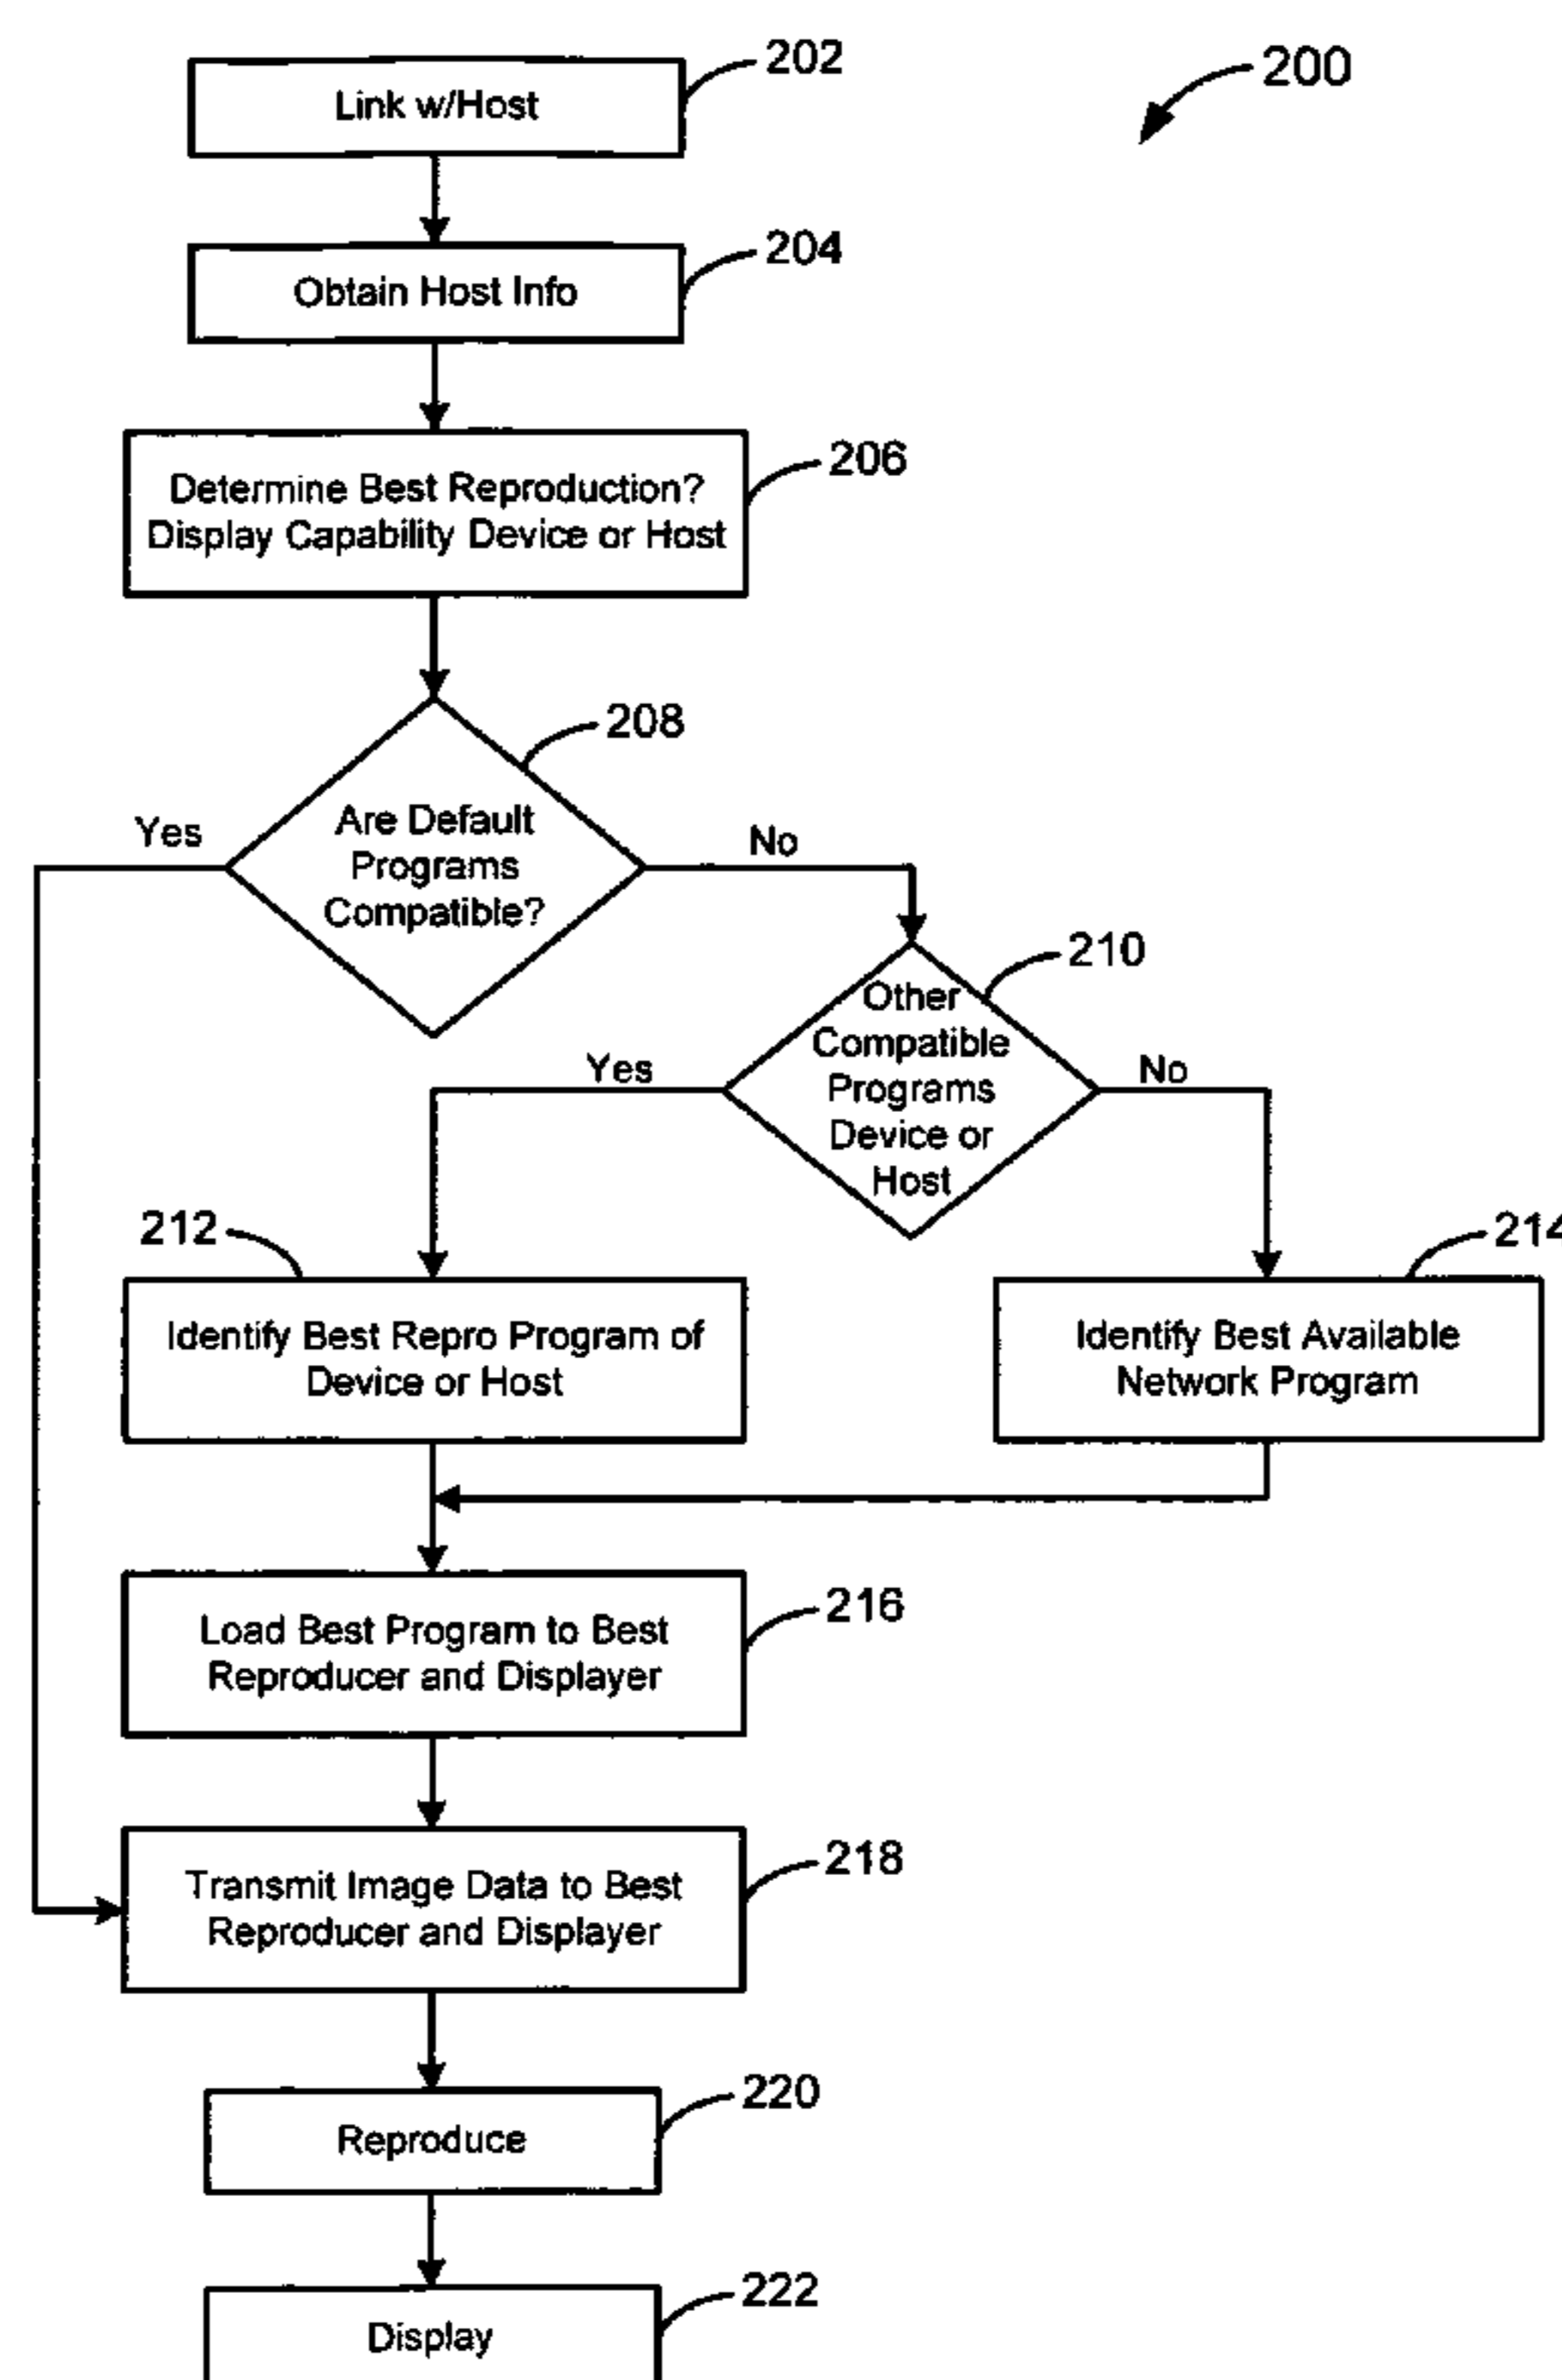 202
200
Link w/Host
204
Obtain Host Info
206
Determine Best Reproduction?
Display Capability Device or Host
208
Are Default
Programs
Compatible?
Yes
No
210
Other
Compatible
Programs
Device or
Host
Yes
No
212
214
Identify Best Repro Program of
Device or Host
Identify Best Available
Network Program
216
Load Best Program to Best
Reproducer and Displayer
218
Transmit Image Data to Best
Reproducer and Displayer
220
Reproduce
222
Display